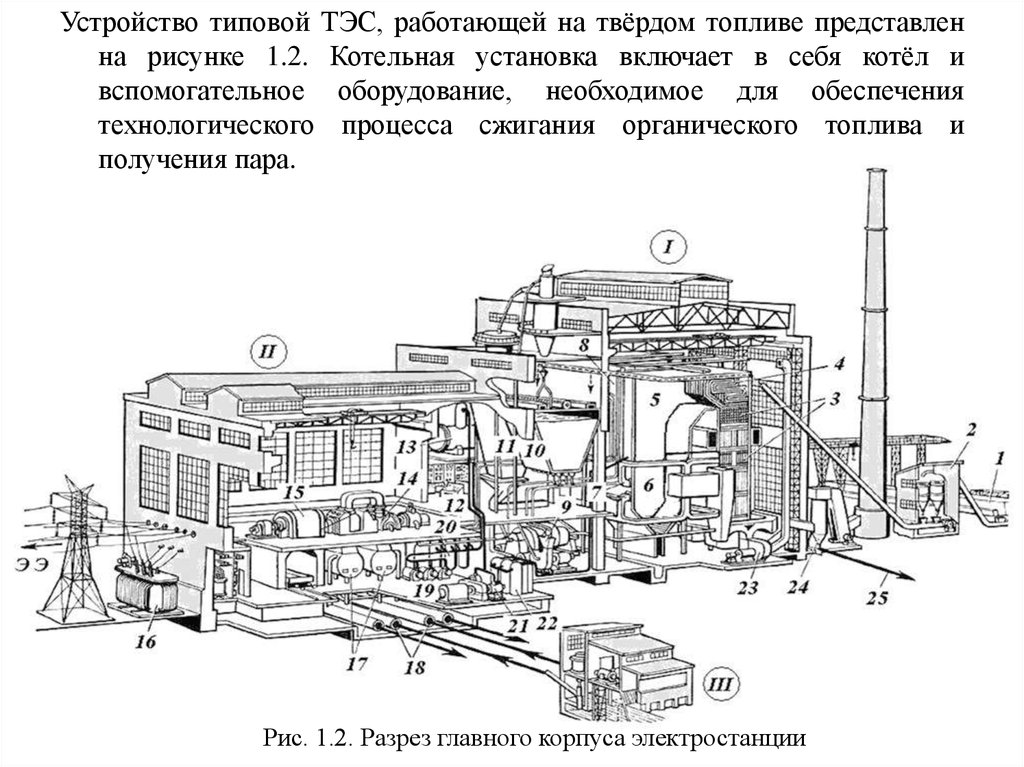 Устройство типовой ТЭС, работающей на твёрдом топливе представлен
на рисунке 1.2. Котельная установка включает в себя котёл и
вспомогательное оборудование, необходимое для обеспечения
технологического процесса сжигания органического топлива и
получения пара.
I
II
8
4
5
3
2
1
13
11 10
14
15
12
7
6
9
20
ЭЭ
19
23
24
25
16
21 22
17
18
III
Рис. 1.2. Разрез главного корпуса электростанции